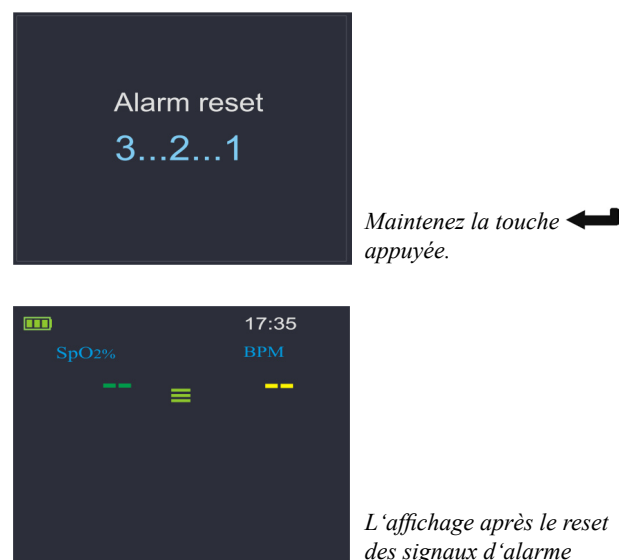 Alarm reset
3...2...1
Maintenez la touche
appuyée.
17:35
SpO2% BPM
-- --
L‘affichage après le reset
des signaux d‘alarme